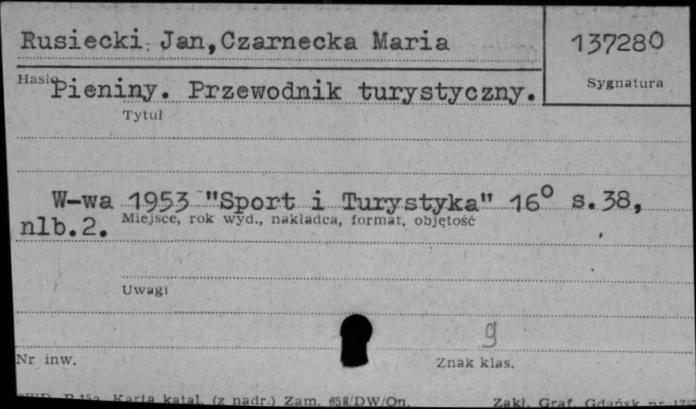 Rusiecki Jan, Czarnecka Maria
137280
Sygnatura
Hasło
Pieniny. Przewodnik turystyczny.
Tytuł
W-wa 1953 "Sport i Turystyka" 16° s.38,
Miejsce, rok wyd., nakładca, format, objętość
nlb.2.
Uwagi
9
Nr inw.
Znak klas.
Karta katal. (z nadr.) Zam. 658/DW/On.
Zakł. Graf. Gdańsk nr